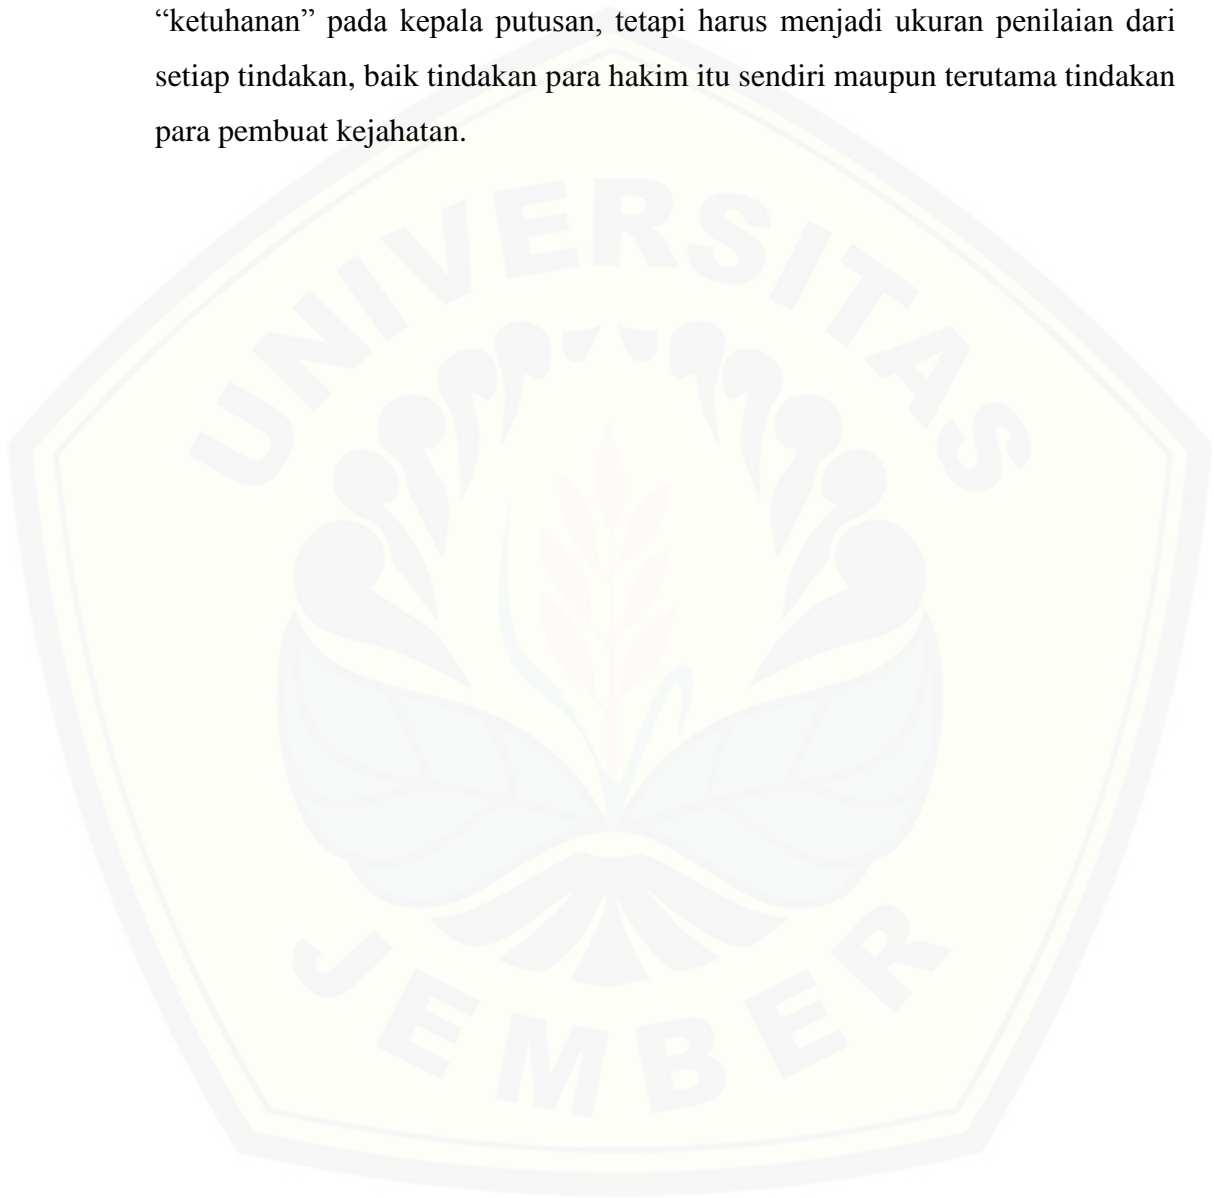 “ketuhanan” pada kepala putusan, tetapi harus menjadi ukuran penilaian dari
setiap tindakan, baik tindakan para hakim itu sendiri maupun terutama tindakan
para pembuat kejahatan.
UNIVERSITAS
JEMBER